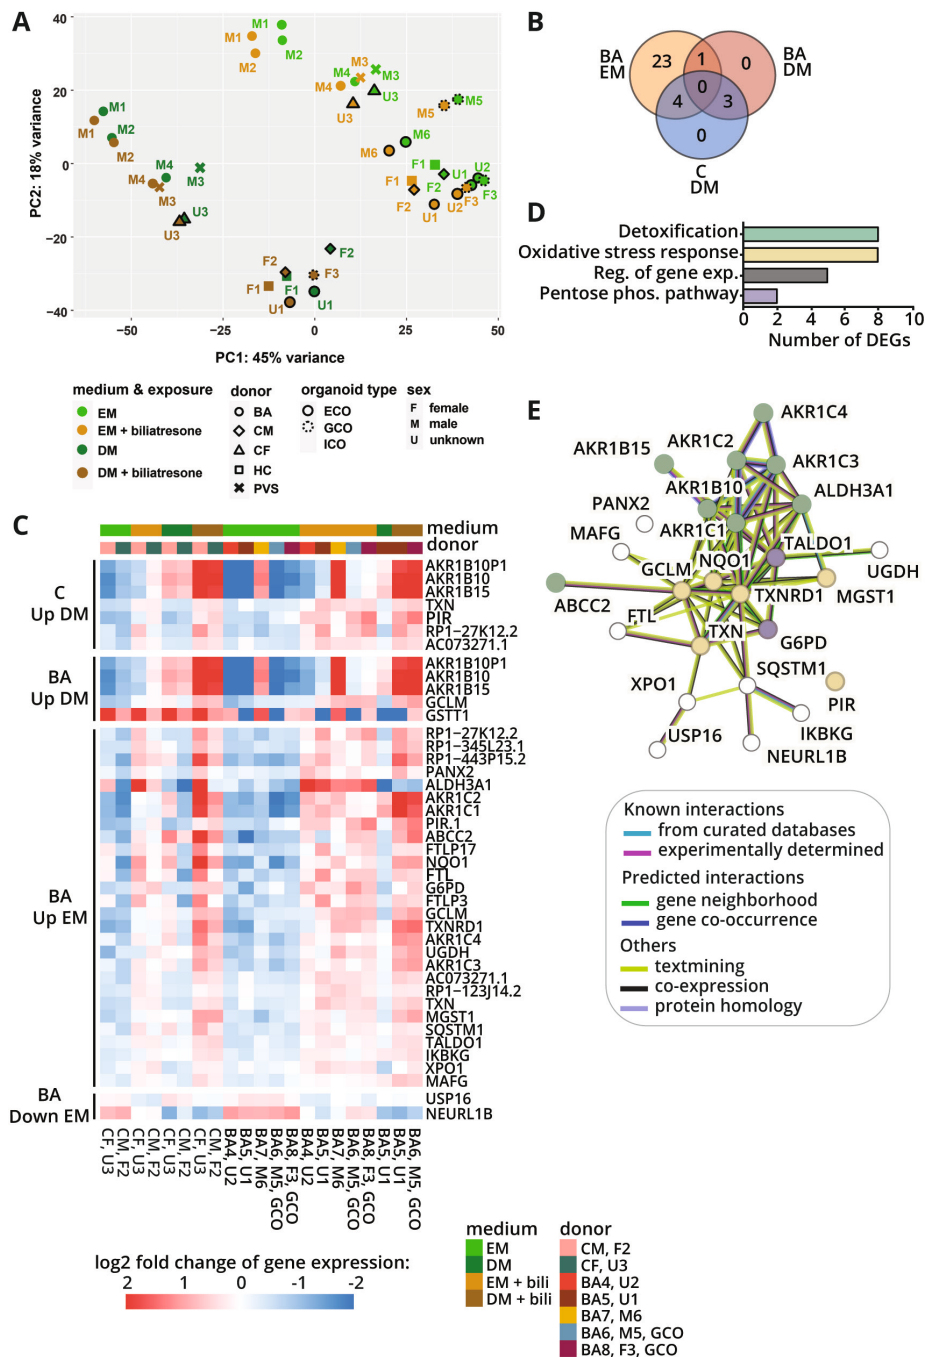 A
40
20
0
−20
−40
PC2: 18% variance
M1
M1
M2
M2
M3
M4
M3
M4
U3
U3
M5
M5
M6
M6
M1
M1
M2
M2
M4
M4
M3
M3
U3
U3
F1
U1
U2
F1
F2
F3
F2
U1
U2
F3
F2
F2
F3
F1
F1
U1
U1
−50
−25
0
25
50
PC1: 45% variance
medium & exposure
EM
EM + biliatresone
DM
DM + biliatresone
donor
BA
CM
CF
HC
PVS
organoid type
ECO
GCO
ICO
sex
F female
M male
U unknown
B
BA
EM
BA
DM
23
1
0
0
4
3
0
C
DM
D
Detoxification
Oxidative stress response
Reg. of gene exp.
Pentose phos. pathway
0 2 4 6 8 10
Number of DEGs
E
AKR1C4
AKR1C2
AKR1B15
AKR1C3
AKR1B10
ALDH3A1
PANX2
AKR1C1
MAFG
TALDO1
NQO1
GCLM
UGDH
MGST1
TXNRD1
ABCC2
FTL
TXN
G6PD
SQSTM1
XPO1
PIR
IKBKG
USP16
NEURL1B
Known interactions
from curated databases
experimentally determined
Predicted interactions
gene neighborhood
gene co-occurrence
Others
textmining
co-expression
protein homology
C
medium
donor
C
Up DM
AKR1B10P1
AKR1B10
AKR1B15
TXN
PIR
RP1−27K12.2
AC073271.1
BA
Up DM
AKR1B10P1
AKR1B10
AKR1B15
GCLM
GSTT1
BA
Up EM
RP1−27K12.2
RP1−345L23.1
RP1−443P15.2
PANX2
ALDH3A1
AKR1C2
AKR1C1
PIR.1
ABCC2
FTLP17
NQO1
FTL
G6PD
FTLP3
GCLM
TXNRD1
AKR1C4
UGDH
AKR1C3
AC073271.1
RP1−123J14.2
TXN
MGST1
SQSTM1
TALDO1
IKBKG
XPO1
MAFG
BA
Down EM
USP16
NEURL1B
CF, U3
CM, F2
CF, U3
CM, F2
CF, U3
CM, F2
CF, U3
CM, F2
BA4, U2
BA5, U1
BA7, M6
BA6, M5, GCO
BA8, F3, GCO
BA4, U2
BA5, U1
BA7, M6
BA6, M5, GCO
BA8, F3, GCO
BA5, U1
BA5, U1
BA6, M5, GCO
log2 fold change of gene expression:
2 1 0 -1 -2
medium
EM
DM
EM + bili
DM + bili
donor
CM, F2
CF, U3
BA4, U2
BA5, U1
BA7, M6
BA6, M5, GCO
BA8, F3, GCO